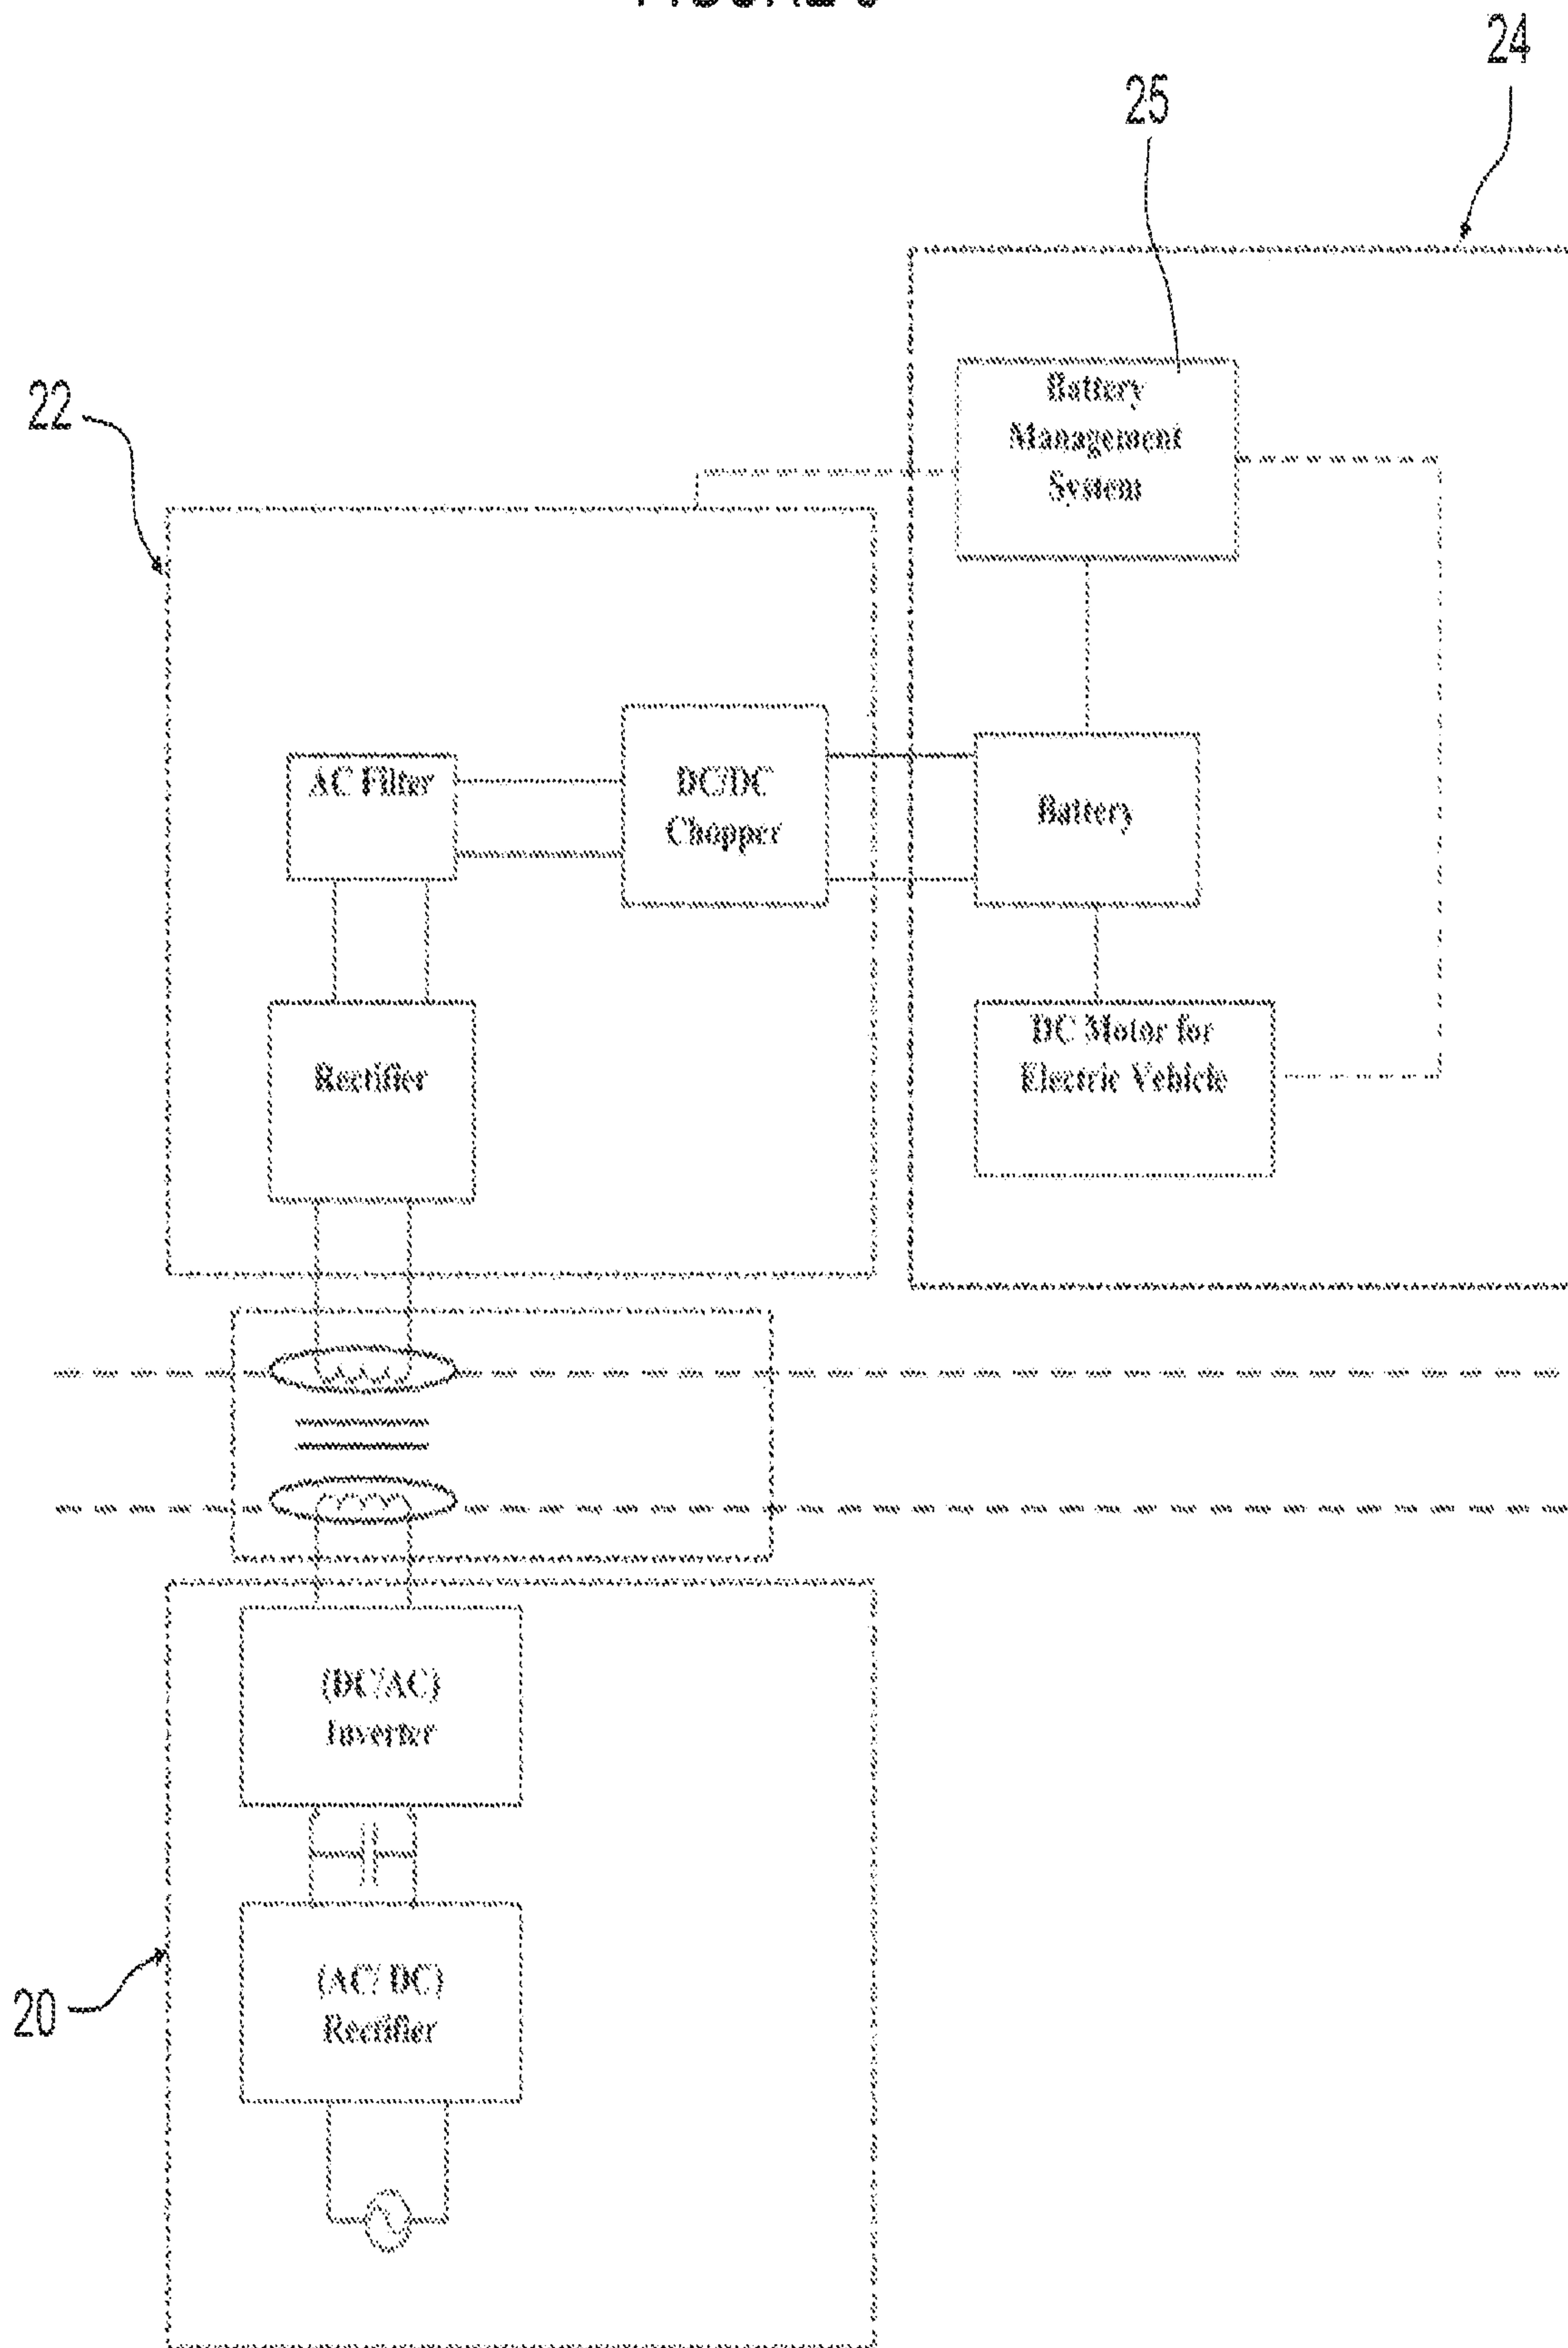 24
25
22
Battery
Management
System
AC Filter
DC/DC
Chopper
Battery
Rectifier
DC Motor for
Electric Vehicle
(DC/AC)
Inverter
20
(AC/ DC)
Rectifier